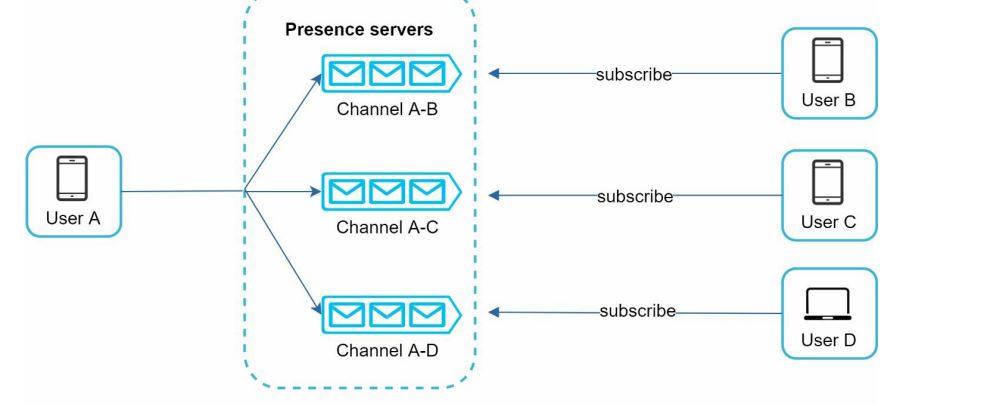 Presence servers
Channel A-B
subscribe
User B
User A
Channel A-C
subscribe
User C
Channel A-D
subscribe
User D